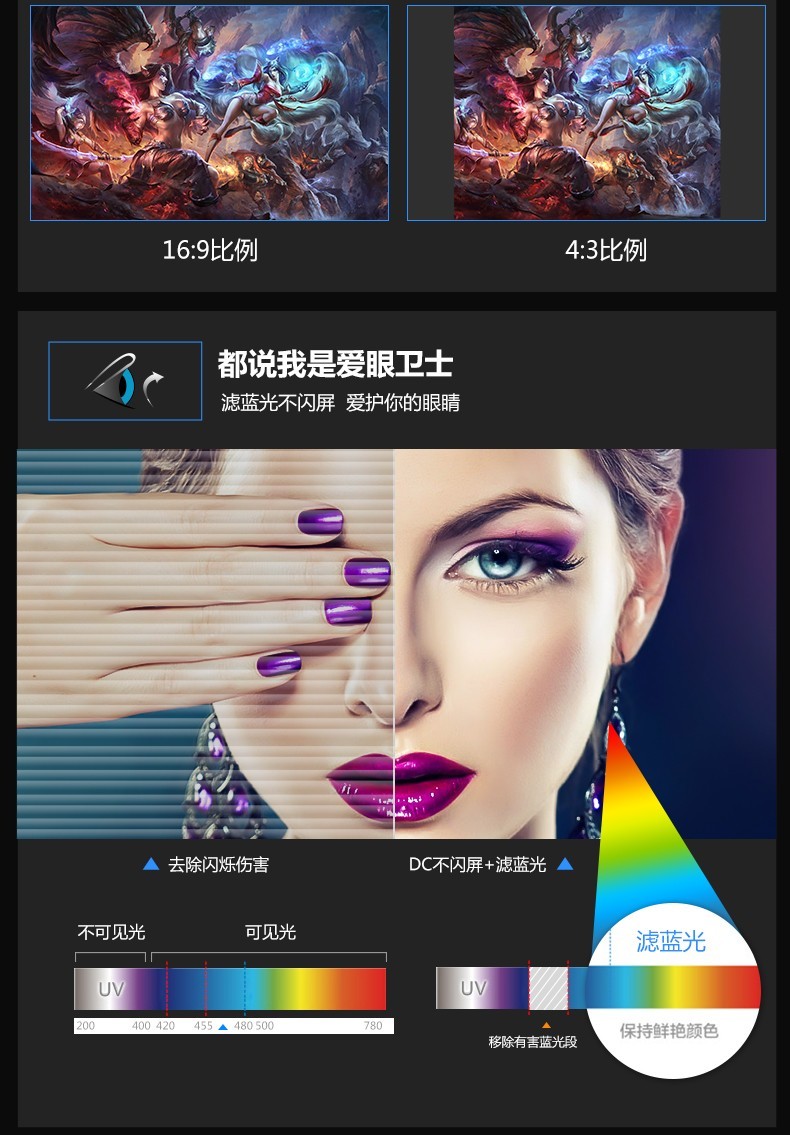 16:9比例
4:3比例
都说我是爱眼卫士
滤蓝光不闪屏 爱护你的眼睛
去除闪烁伤害
DC不闪屏+滤蓝光
不可见光
可见光
UV
200 400 420 455 480 500 780
UV
移除有害蓝光段
滤蓝光
保持鲜艳颜色